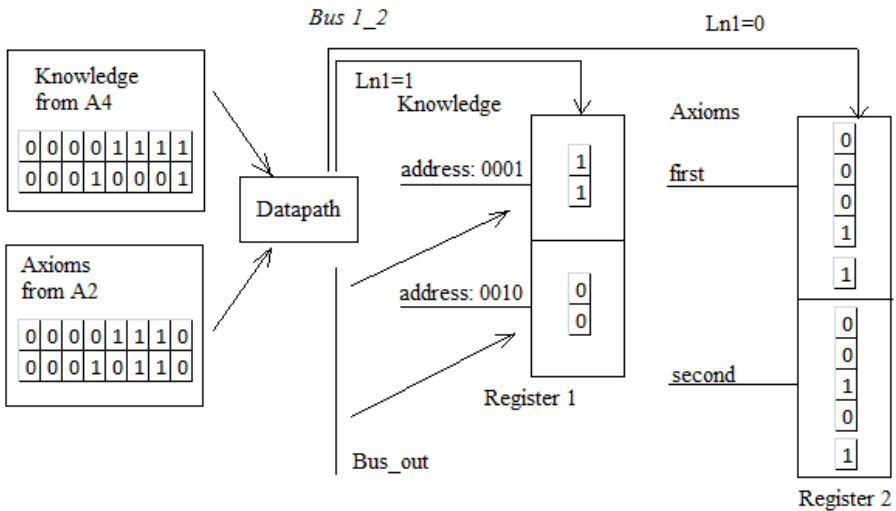 Bus 1_2
Ln1=0
Knowledge
from A4
0 0 0 0 1 1 1 1
0 0 0 1 0 0 0 1
Ln1=1
Knowledge
address: 0001
1
1
address: 0010
0
0
Register 1
Datapath
Axioms
from A2
0 0 0 0 1 1 1 0
0 0 0 1 0 1 1 0
Bus_out
Axioms
first
0
0
0
1
1
second
0
0
1
0
1
Register 2